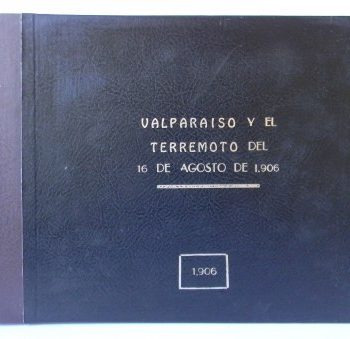 VALPARAISO Y EL
TERREMOTO DEL
16 DE AGOSTO DE 1.906
1.906